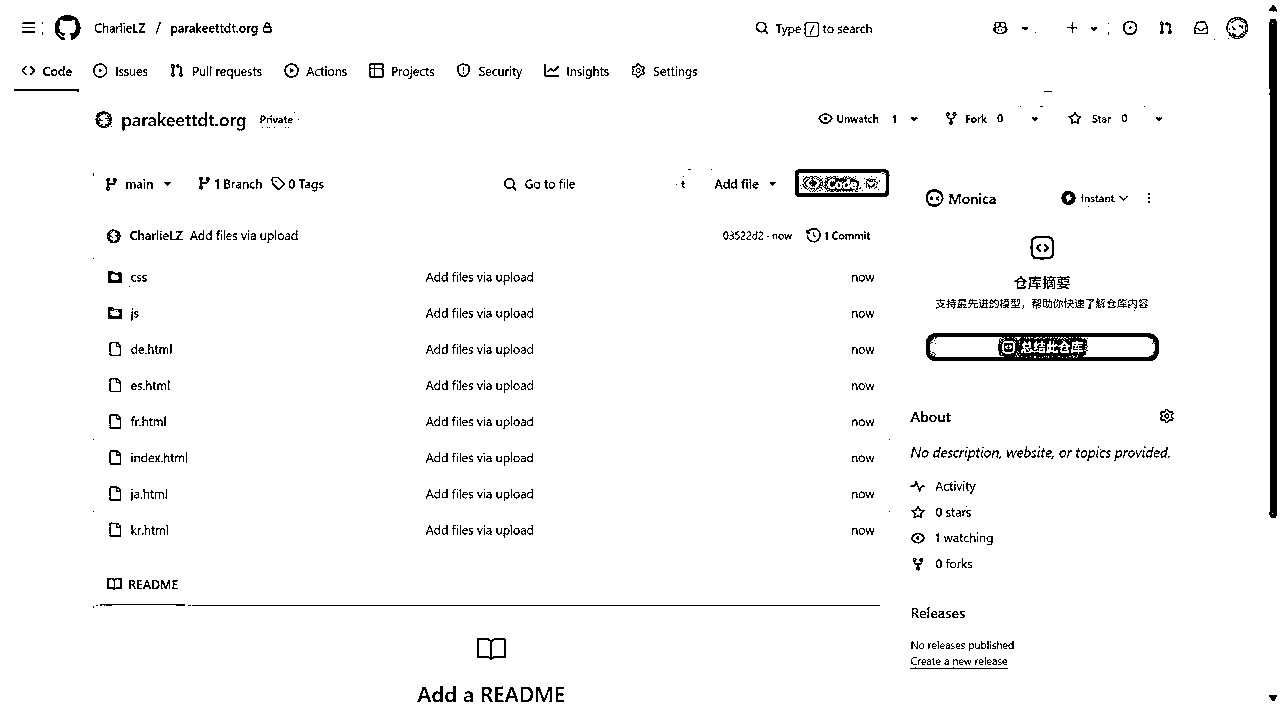 CharlieLZ / parakeettdt.org
Type / to search
Code Issues Pull requests Actions Projects Security Insights Settings
parakeettdt.org Private
Unwatch 1 Fork 0 Star 0
main 1 Branch 0 Tags Go to file t Add file Code
CharlieLZ Add files via upload 03522d2 · now 1 Commit
css Add files via upload now
js Add files via upload now
de.html Add files via upload now
es.html Add files via upload now
fr.html Add files via upload now
index.html Add files via upload now
ja.html Add files via upload now
kr.html Add files via upload now
README
Add a README
Monica Instant
仓库摘要
支持最先进的模型，帮助你快速了解仓库内容
总结此仓库
About
No description, website, or topics provided.
Activity
0 stars
1 watching
0 forks
Releases
No releases published
Create a new release